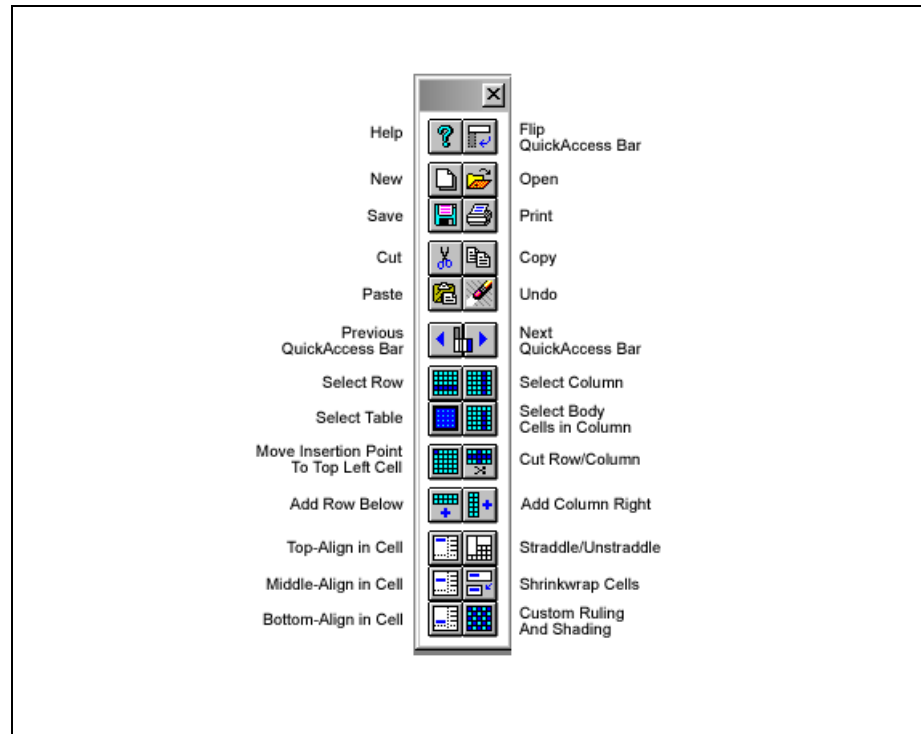 Help
Flip
QuickAccess Bar
New
Open
Save
Print
Cut
Copy
Paste
Undo
Previous
QuickAccess Bar
Next
QuickAccess Bar
Select Row
Select Column
Select Table
Select Body
Cells in Column
Move Insertion Point
To Top Left Cell
Cut Row/Column
Add Row Below
Add Column Right
Top-Align in Cell
Straddle/Unstraddle
Middle-Align in Cell
Shrinkwrap Cells
Bottom-Align in Cell
Custom Ruling
And Shading